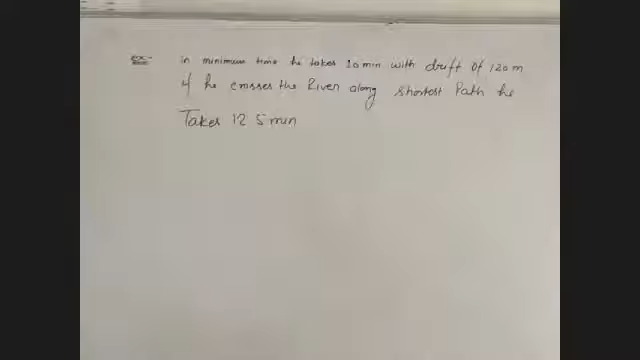 Ex:-
in minimum time he takes 10 min with drift of 120 m
if he crosses the River along shortest Path he
Takes 12 5 min